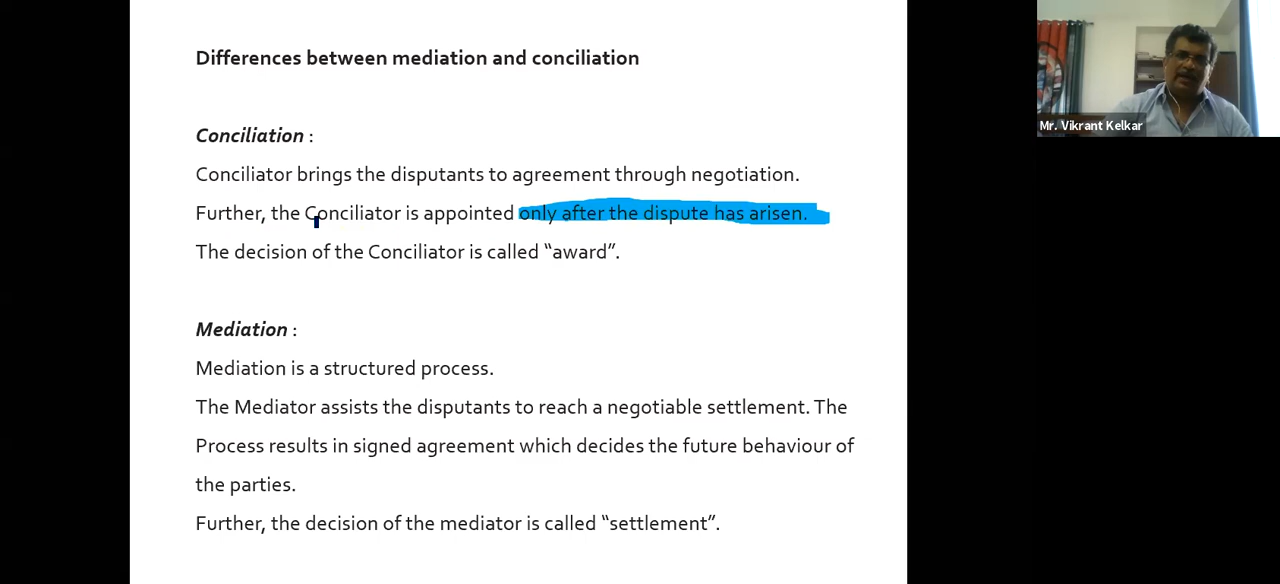 Differences between mediation and conciliation
Conciliation :
Conciliator brings the disputants to agreement through negotiation.
Further, the Conciliator is appointed only after the dispute has arisen.
The decision of the Conciliator is called “award”.
Mediation :
Mediation is a structured process.
The Mediator assists the disputants to reach a negotiable settlement. The
Process results in signed agreement which decides the future behaviour of
the parties.
Further, the decision of the mediator is called “settlement”.
Mr. Vikrant Kelkar